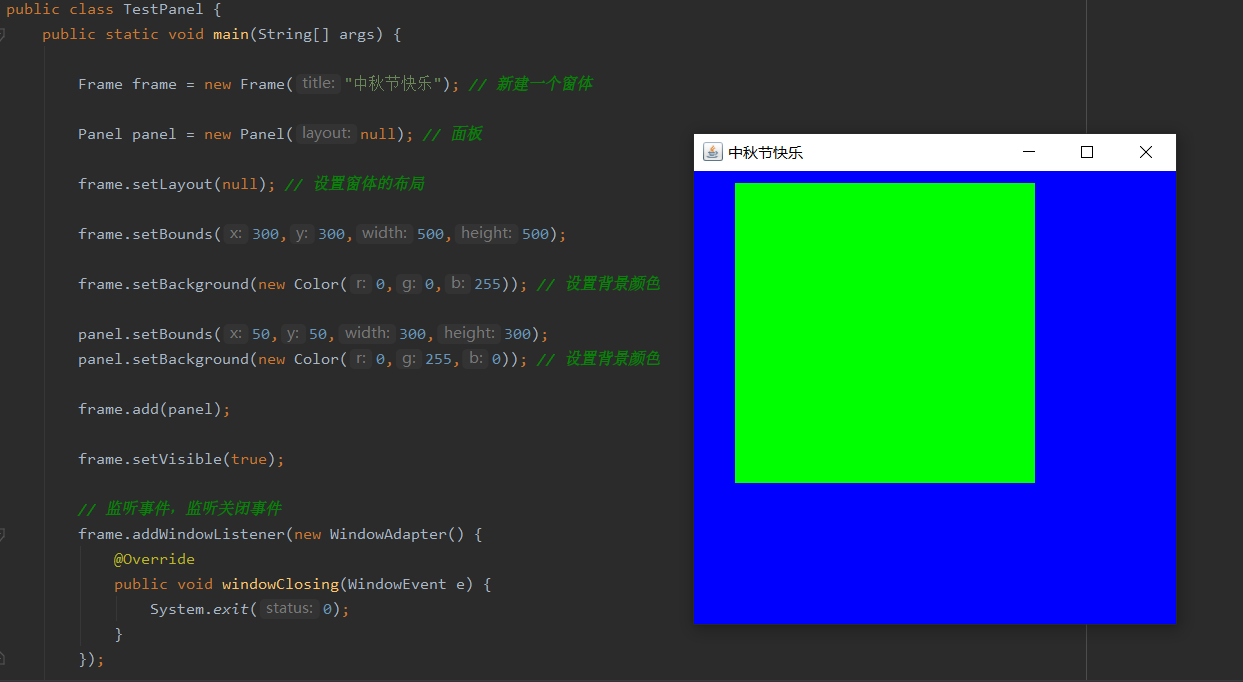 public class TestPanel {
public static void main(String[] args) {
Frame frame = new Frame( title: "中秋节快乐"); // 新建一个窗体
Panel panel = new Panel( layout: null); // 面板
frame.setLayout(null); // 设置窗体的布局
frame.setBounds( x: 300, y: 300, width: 500, height: 500);
frame.setBackground(new Color( r: 0, g: 0, b: 255)); // 设置背景颜色
panel.setBounds( x: 50, y: 50, width: 300, height: 300);
panel.setBackground(new Color( r: 0, g: 255, b: 0)); // 设置背景颜色
frame.add(panel);
frame.setVisible(true);
// 监听事件，监听关闭事件
frame.addWindowListener(new WindowAdapter() {
@Override
public void windowClosing(WindowEvent e) {
System.exit( status: 0);
}
});
中秋节快乐